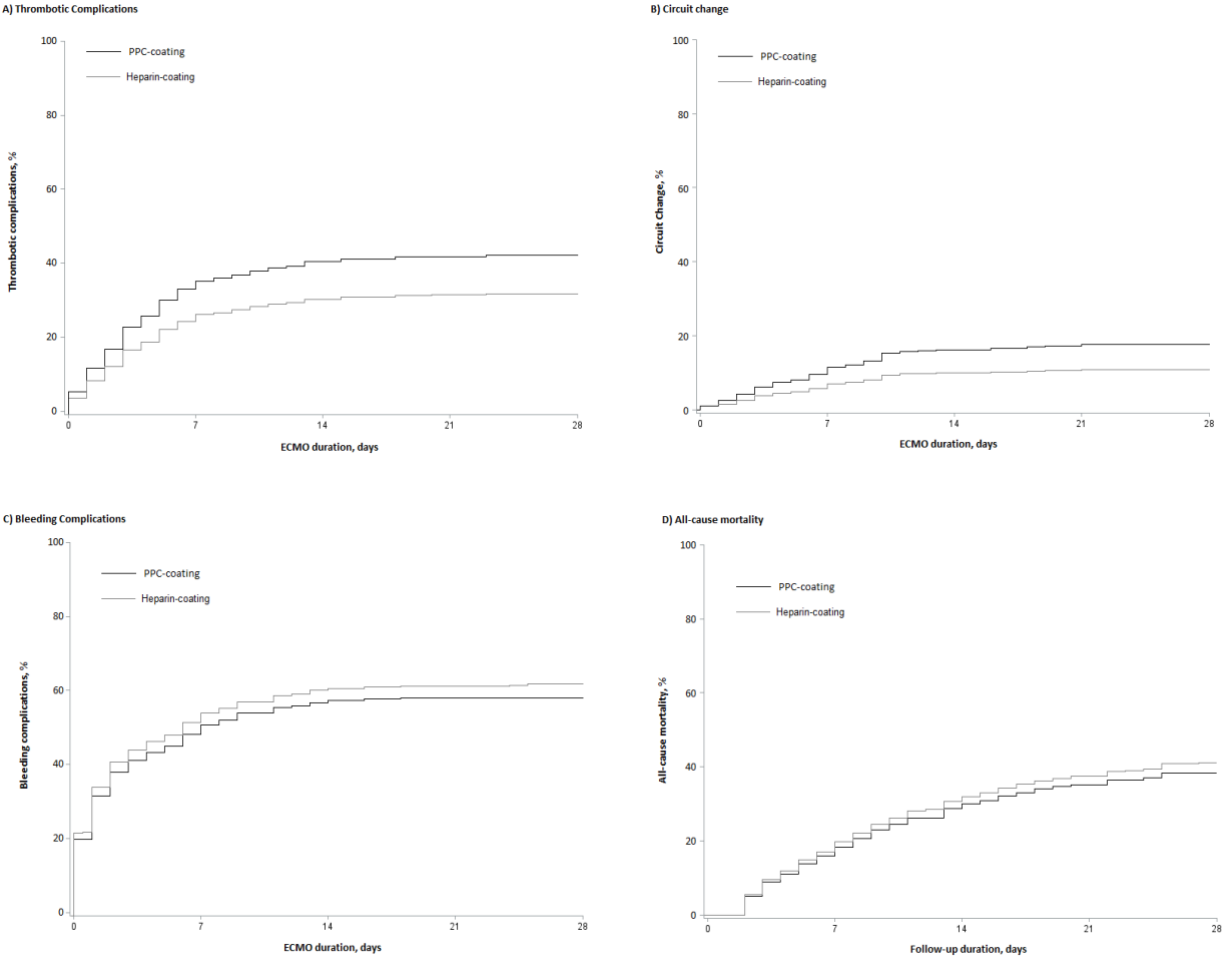 A) Thrombotic Complications
100
80
60
40
20
0
PPC-coating
Heparin-coating
Thrombotic complications, %
0 7 14 21 28
ECMO duration, days
B) Circuit change
100
80
60
40
20
0
PPC-coating
Heparin-coating
Circuit Change, %
0 7 14 21 28
ECMO duration, days
C) Bleeding Complications
100
80
60
40
20
0
PPC-coating
Heparin-coating
Bleeding complications, %
0 7 14 21 28
ECMO duration, days
D) All-cause mortality
100
80
60
40
20
0
PPC-coating
Heparin-coating
All-cause mortality, %
0 7 14 21 28
Follow-up duration, days